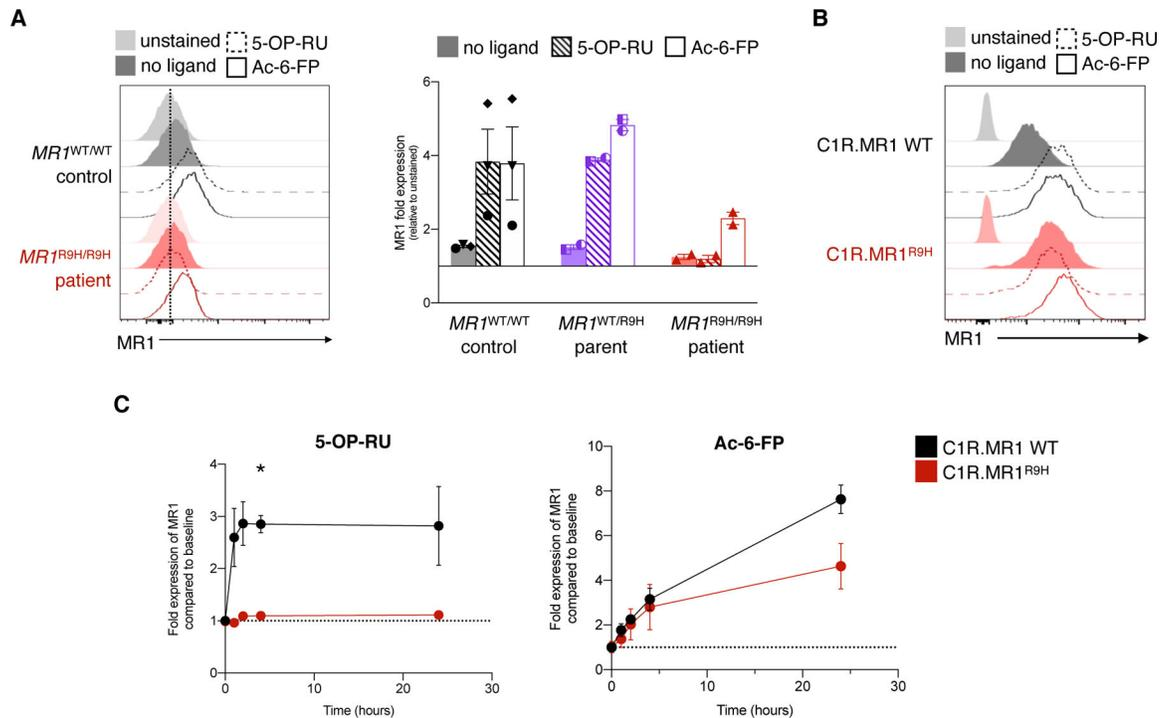 A
unstained
5-OP-RU
no ligand
Ac-6-FP
MR1WT/WT
control
MR1R9H/R9H
patient
MR1
no ligand
5-OP-RU
Ac-6-FP
MR1 fold expression
(relative to unstained)
6
4
2
0
MR1WT/WT
control
MR1WT/R9H
parent
MR1R9H/R9H
patient
B
unstained
5-OP-RU
no ligand
Ac-6-FP
C1R.MR1 WT
C1R.MR1R9H
MR1
C
5-OP-RU
*
Fold expression of MR1
compared to baseline
4
3
2
1
0
0
10
20
30
Time (hours)
Ac-6-FP
Fold expression of MR1
compared to baseline
10
8
6
4
2
0
0
10
20
30
Time (hours)
C1R.MR1 WT
C1R.MR1R9H